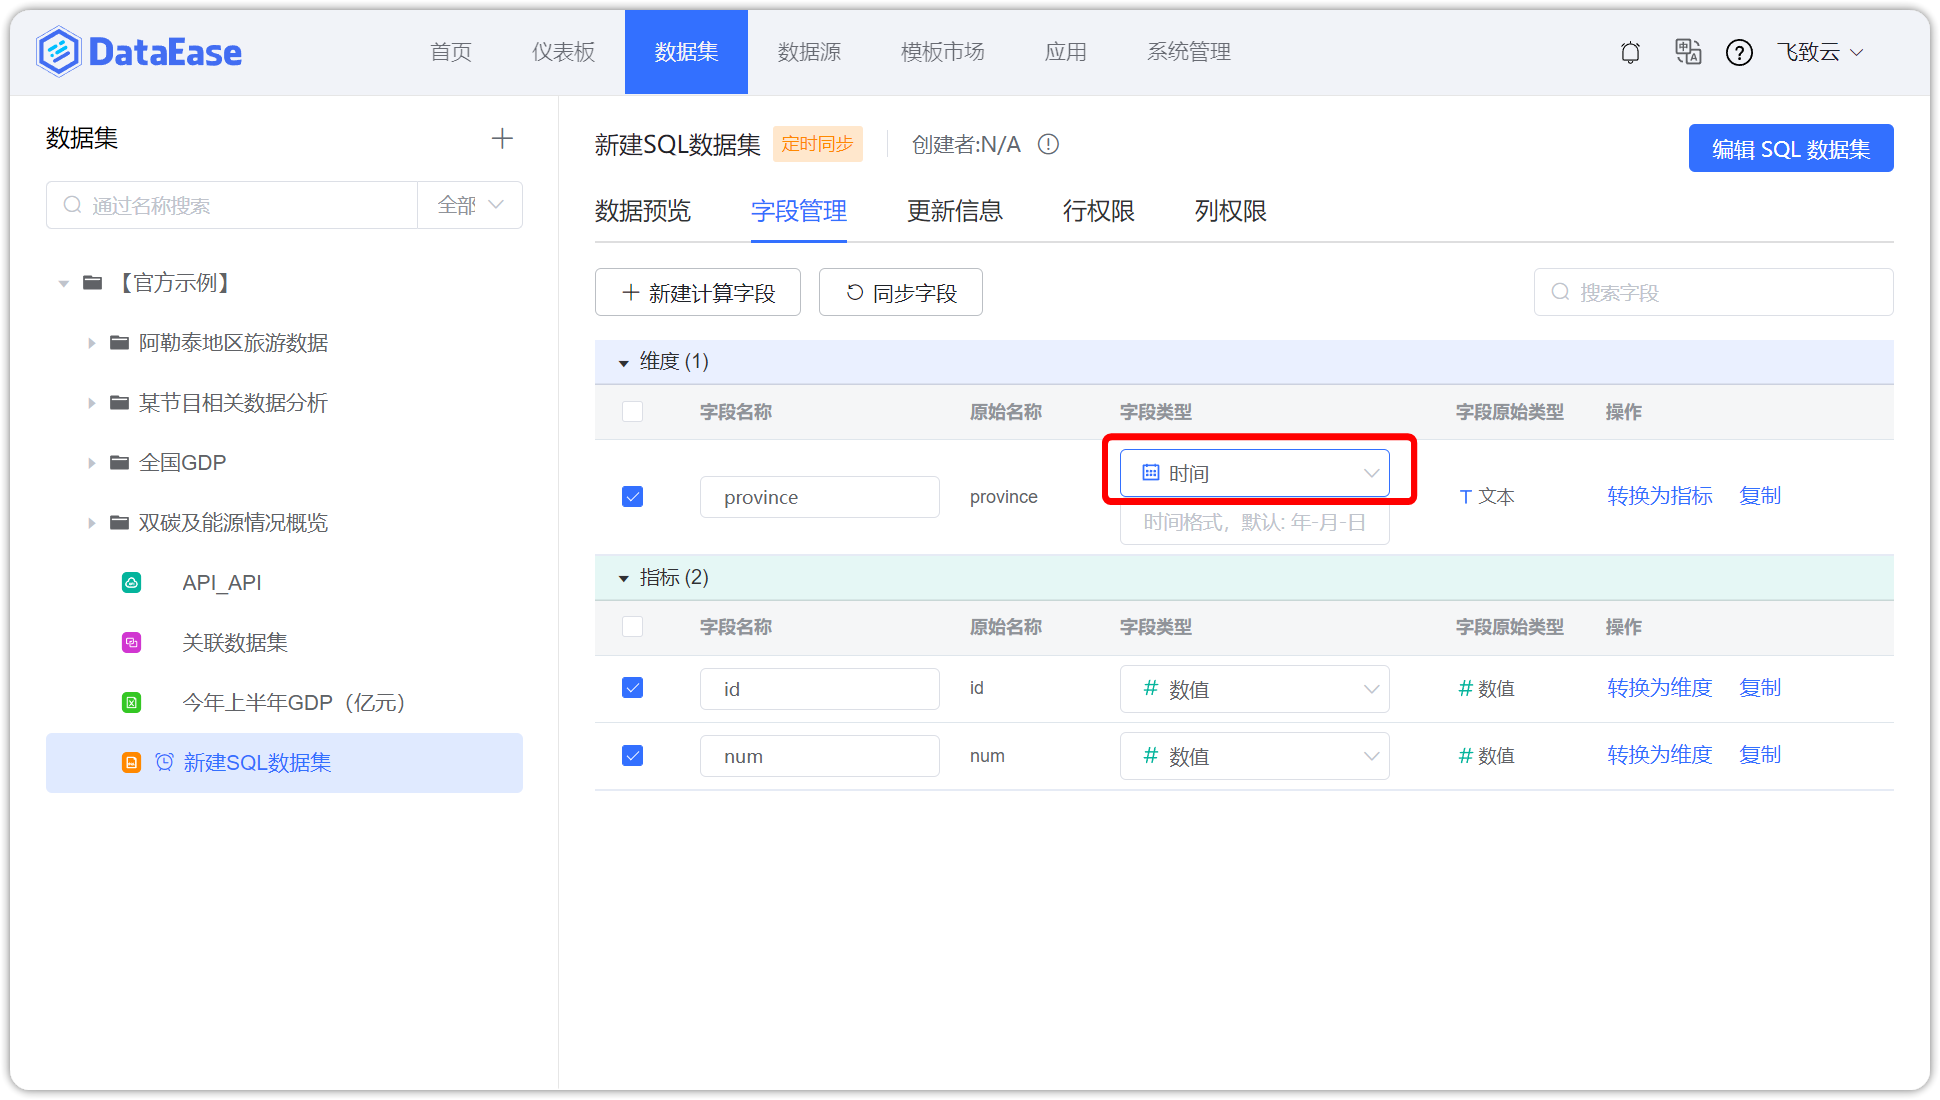 DataEase
首页 仪表板 数据集 数据源 模板市场 应用 系统管理
飞致云
数据集
通过名称搜索 全部
【官方示例】
阿勒泰地区旅游数据
某节目相关数据分析
全国GDP
双碳及能源情况概览
API_API
关联数据集
今年上半年GDP（亿元）
新建SQL数据集
新建SQL数据集 定时同步 创建者:N/A
编辑 SQL 数据集
数据预览 字段管理 更新信息 行权限 列权限
新建计算字段 同步字段 搜索字段
维度 (1)
字段名称 原始名称 字段类型 字段原始类型 操作
province province 时间 T 文本 转换为指标 复制
时间格式，默认: 年-月-日
指标 (2)
字段名称 原始名称 字段类型 字段原始类型 操作
id id # 数值 # 数值 转换为维度 复制
num num # 数值 # 数值 转换为维度 复制